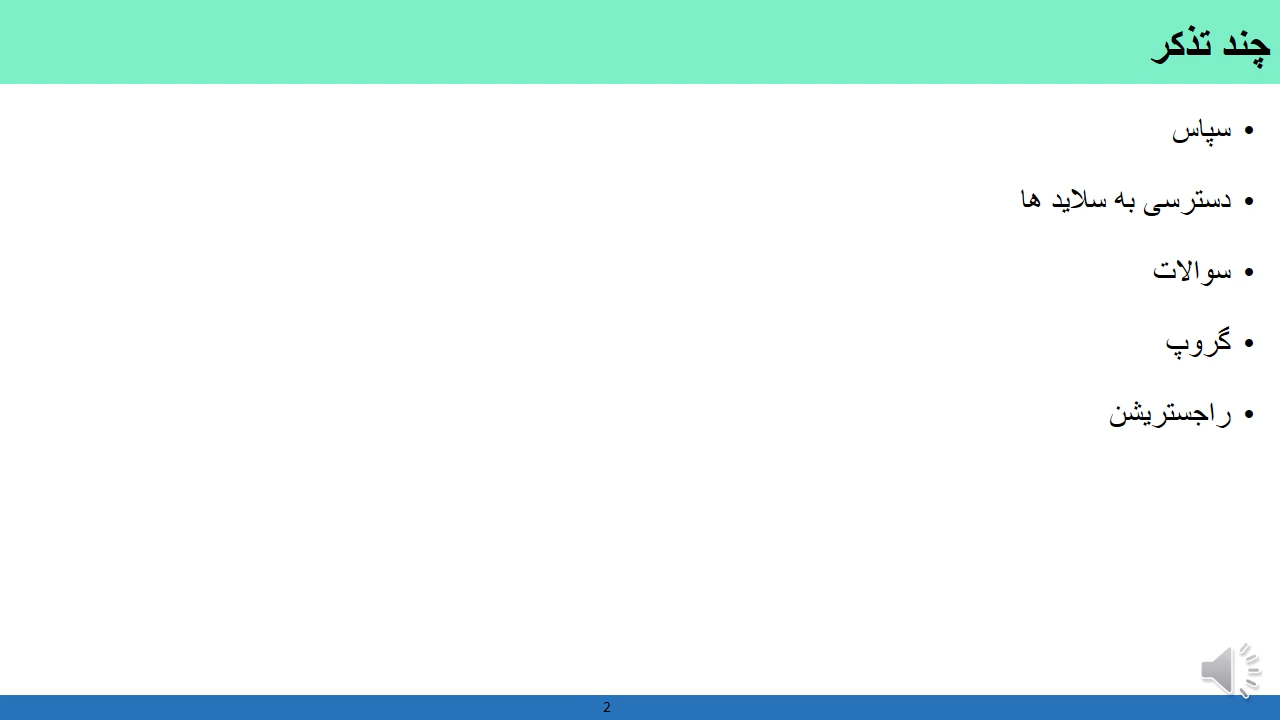 چند تذکر
• سپاس
• دسترسی به سلاید ها
• سوالات
• گروپ
• راجستریشن
2